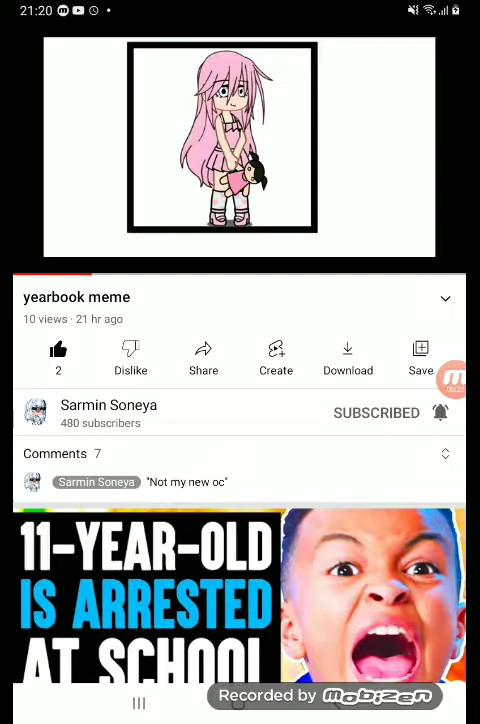 21:20
yearbook meme
10 views · 21 hr ago
2 Dislike Share Create Download Save
Sarmin Soneya SUBSCRIBED
480 subscribers
Comments 7
Sarmin Soneya "Not my new oc"
11-YEAR-OLD
IS ARRESTED
AT SCHOOL
Recorded by mobizen